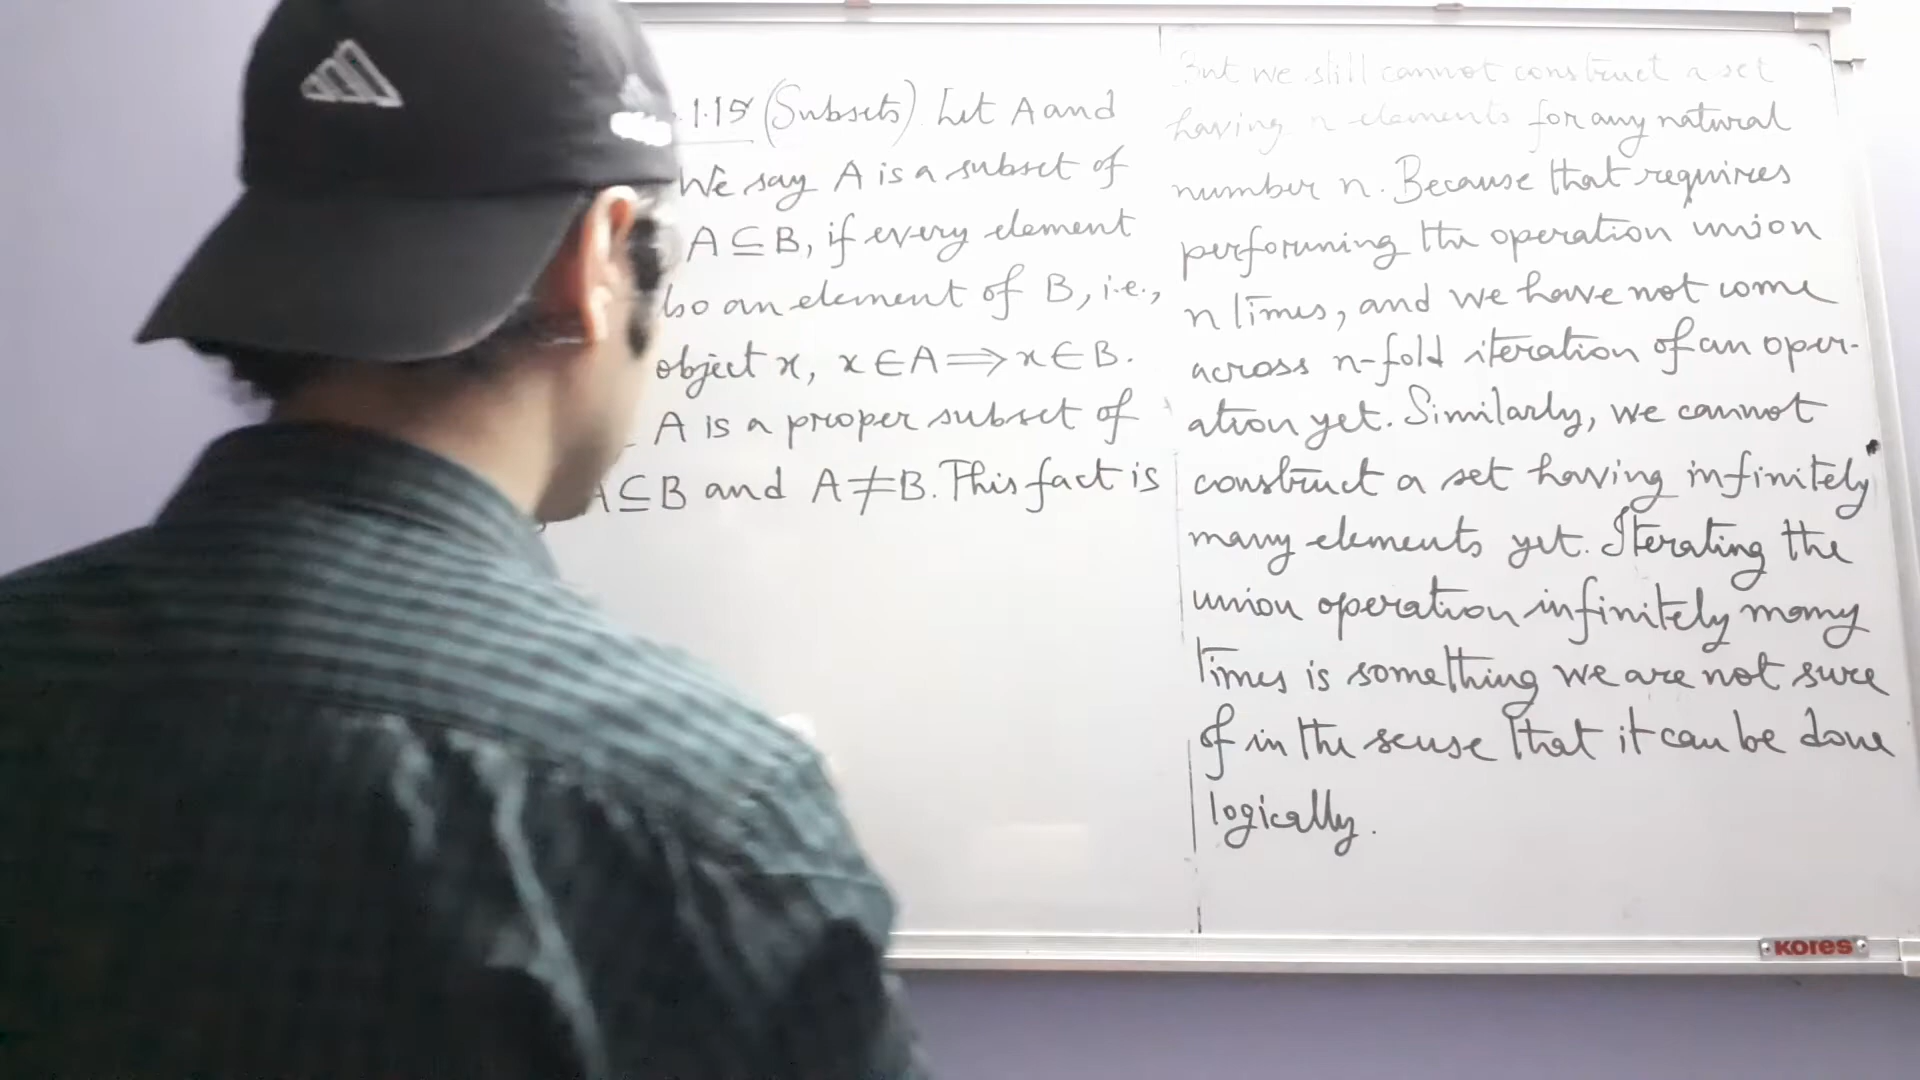 1.15 (Subsets). Let A and
We say A is a subset of
A ⊆ B, if every element
an element of B, i.e.,
object x, x ∈ A ⟹ x ∈ B.
A is a proper subset of
A ⊆ B and A ≠ B. This fact is
But we still cannot construct a set
having n elements for any natural
number n. Because that requires
performing the operation union
n times, and we have not come
across n-fold iteration of an oper-
ation yet. Similarly, we cannot
construct a set having infinitely
many elements yet. Iterating the
union operation infinitely many
times is something we are not sure
of in the sense that it can be done
logically.
kores